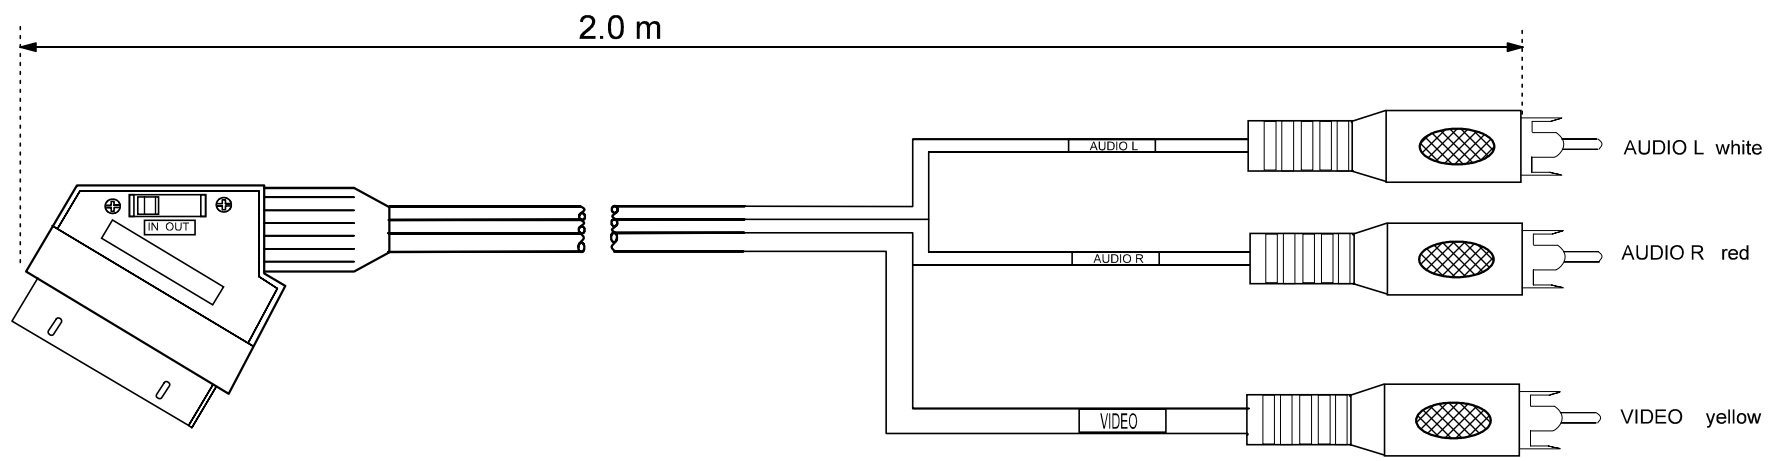 2.0 m
AUDIO L
AUDIO L white
IN OUT
AUDIO R
AUDIO R red
VIDEO
VIDEO yellow